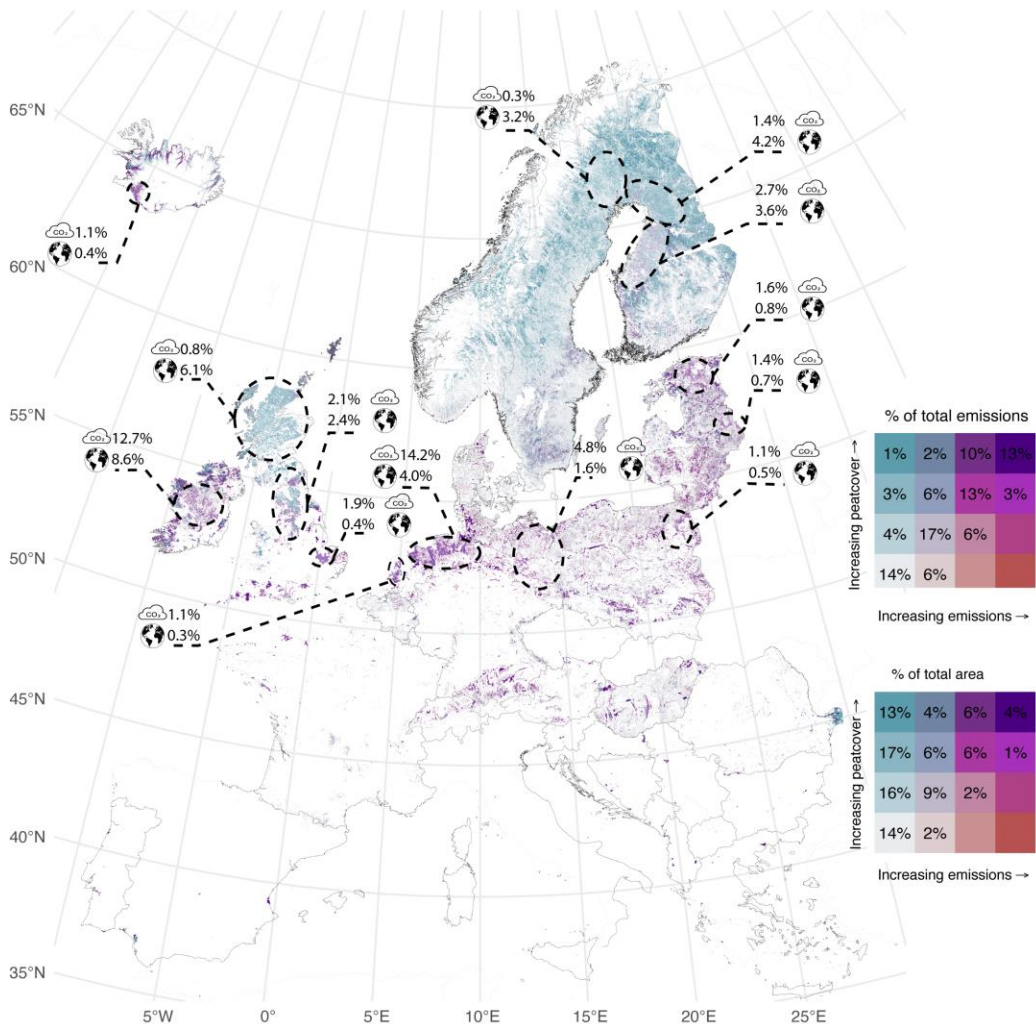 65°N
60°N
55°N
50°N
45°N
40°N
35°N
5°W
0°
5°E
10°E
15°E
20°E
25°E
CO₂ 0.3%
3.2%
1.4% CO₂
4.2%
2.7% CO₂
3.6%
CO₂ 1.1%
0.4%
1.6% CO₂
0.8%
CO₂ 0.8%
6.1%
1.4% CO₂
0.7%
2.1% CO₂
2.4%
CO₂ 12.7%
8.6%
CO₂ 14.2%
4.0%
4.8% CO₂
1.6%
1.1% CO₂
0.5%
1.9% CO₂
0.4%
CO₂ 1.1%
0.3%
% of total emissions
1% 2% 10% 13%
3% 6% 13% 3%
4% 17% 6%
14% 6%
Increasing peatcover →
Increasing emissions →
% of total area
13% 4% 6% 4%
17% 6% 6% 1%
16% 9% 2%
14% 2%
Increasing peatcover →
Increasing emissions →